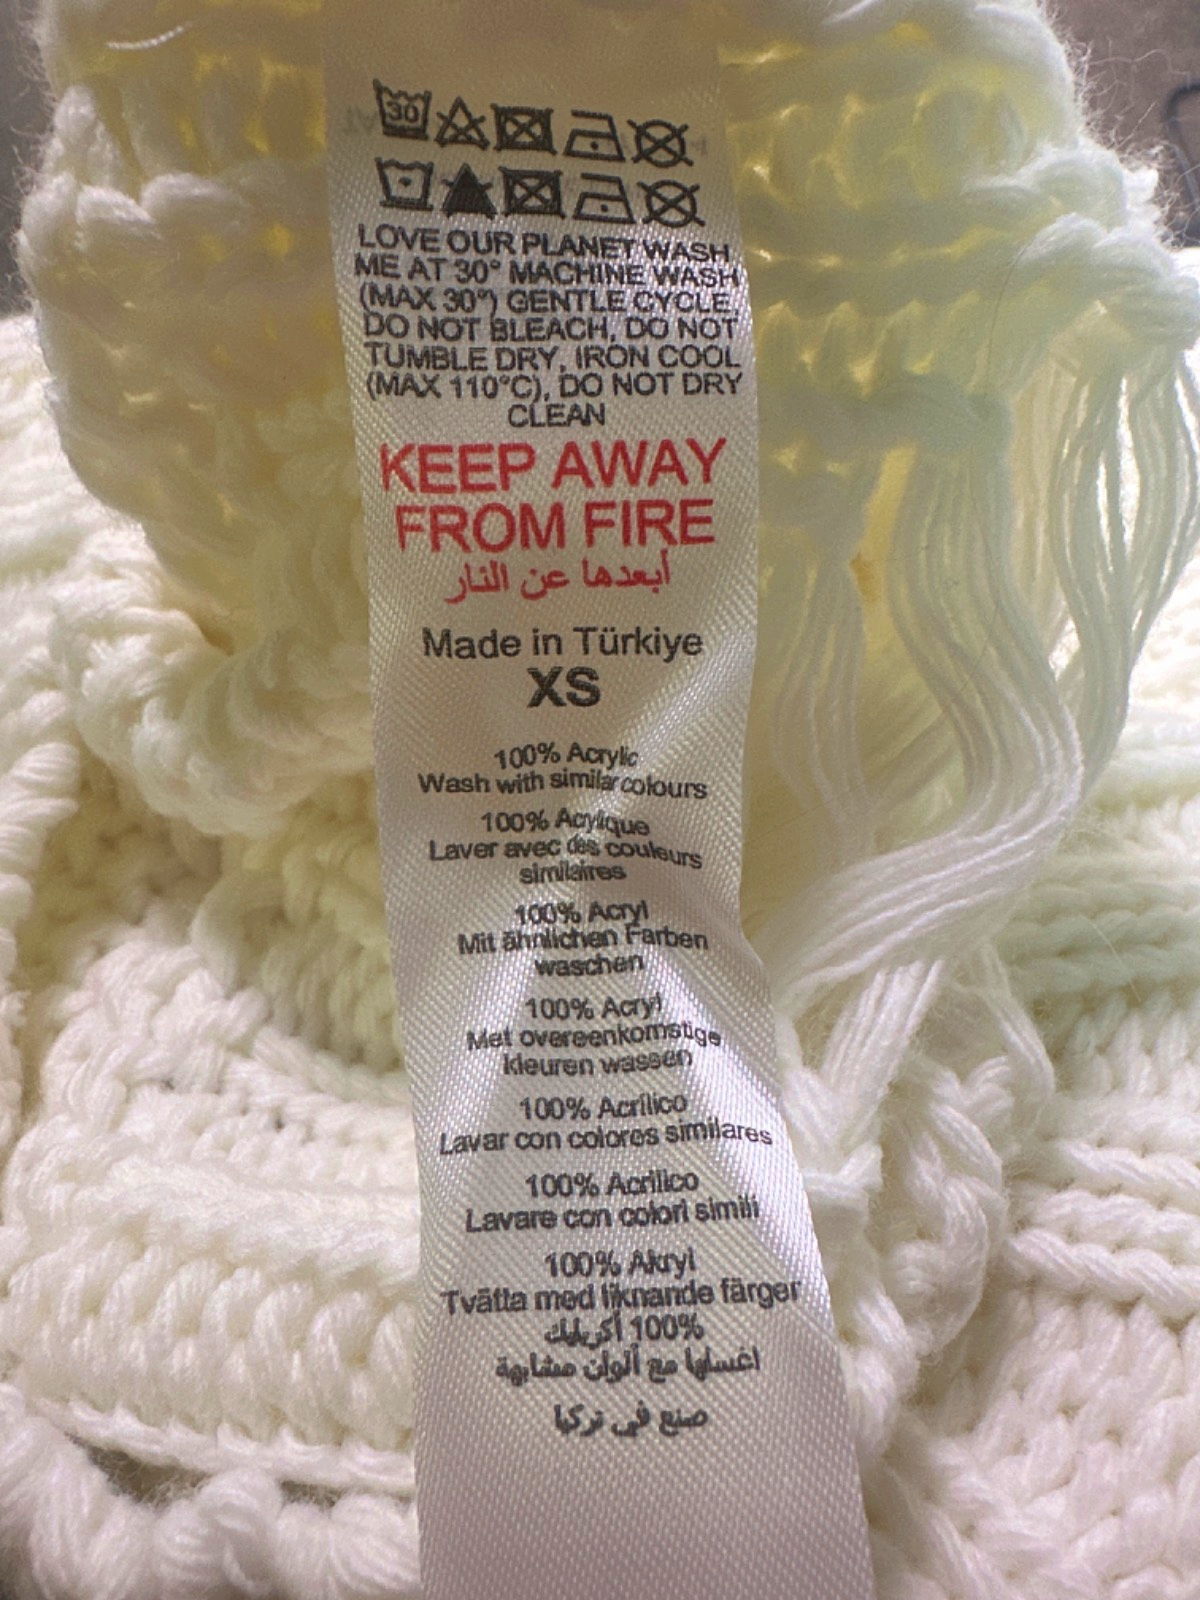 30
LOVE OUR PLANET WASH
ME AT 30° MACHINE WASH
(MAX 30°) GENTLE CYCLE,
DO NOT BLEACH, DO NOT
TUMBLE DRY, IRON COOL
(MAX 110°C), DO NOT DRY
CLEAN
KEEP AWAY
FROM FIRE
أبعدها عن النار
Made in Türkiye
XS
100% Acrylic
Wash with similar colours
100% Acrylique
Laver avec des couleurs
similaires
100% Acryl
Mit ähnlichen Farben
waschen
100% Acryl
Met overeenkomstige
kleuren wassen
100% Acrílico
Lavar con colores similares
100% Acrilico
Lavare con colori simili
100% Akryl
Tvätta med liknande färger
100% أكريليك
اغسلها مع ألوان مشابهة
صنع في تركيا